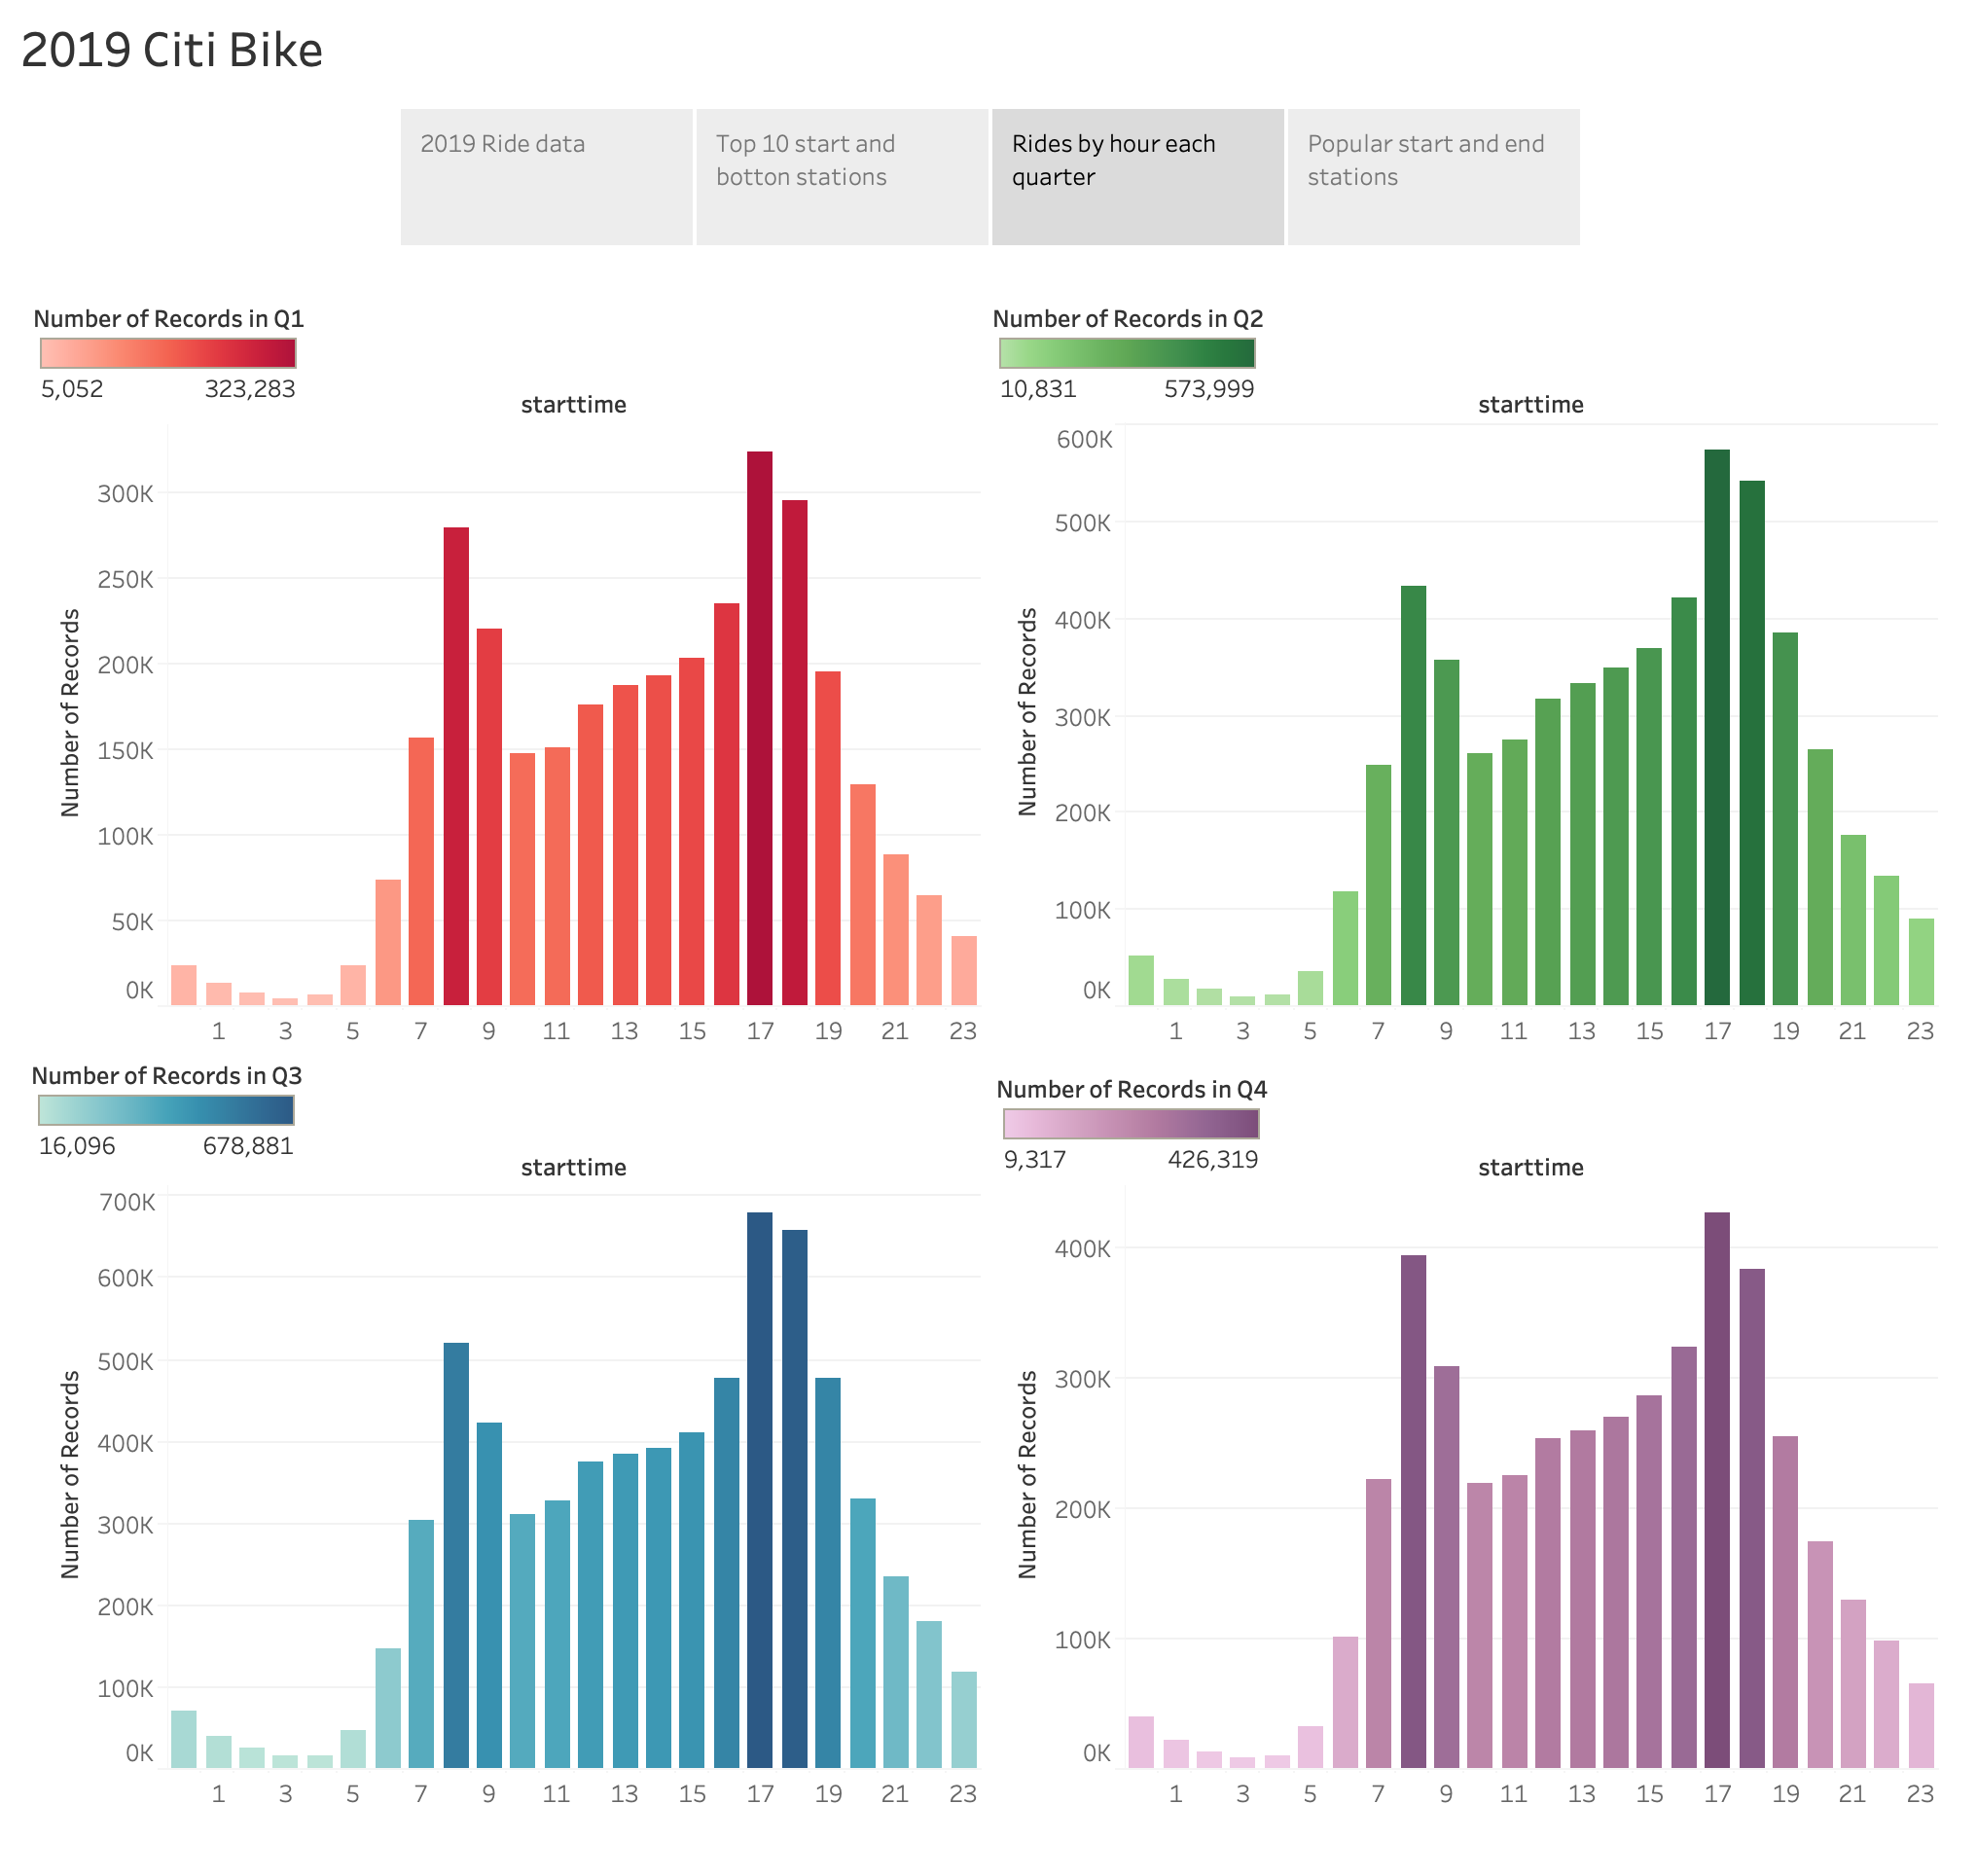 2019 Citi Bike
2019 Ride data
Top 10 start and
botton stations
Rides by hour each
quarter
Popular start and end
stations
Number of Records in Q1
5,052 323,283
starttime
Number of Records
300K
250K
200K
150K
100K
50K
0K
1 3 5 7 9 11 13 15 17 19 21 23
Number of Records in Q2
10,831 573,999
starttime
Number of Records
600K
500K
400K
300K
200K
100K
0K
1 3 5 7 9 11 13 15 17 19 21 23
Number of Records in Q3
16,096 678,881
starttime
Number of Records
700K
600K
500K
400K
300K
200K
100K
0K
1 3 5 7 9 11 13 15 17 19 21 23
Number of Records in Q4
9,317 426,319
starttime
Number of Records
400K
300K
200K
100K
0K
1 3 5 7 9 11 13 15 17 19 21 23